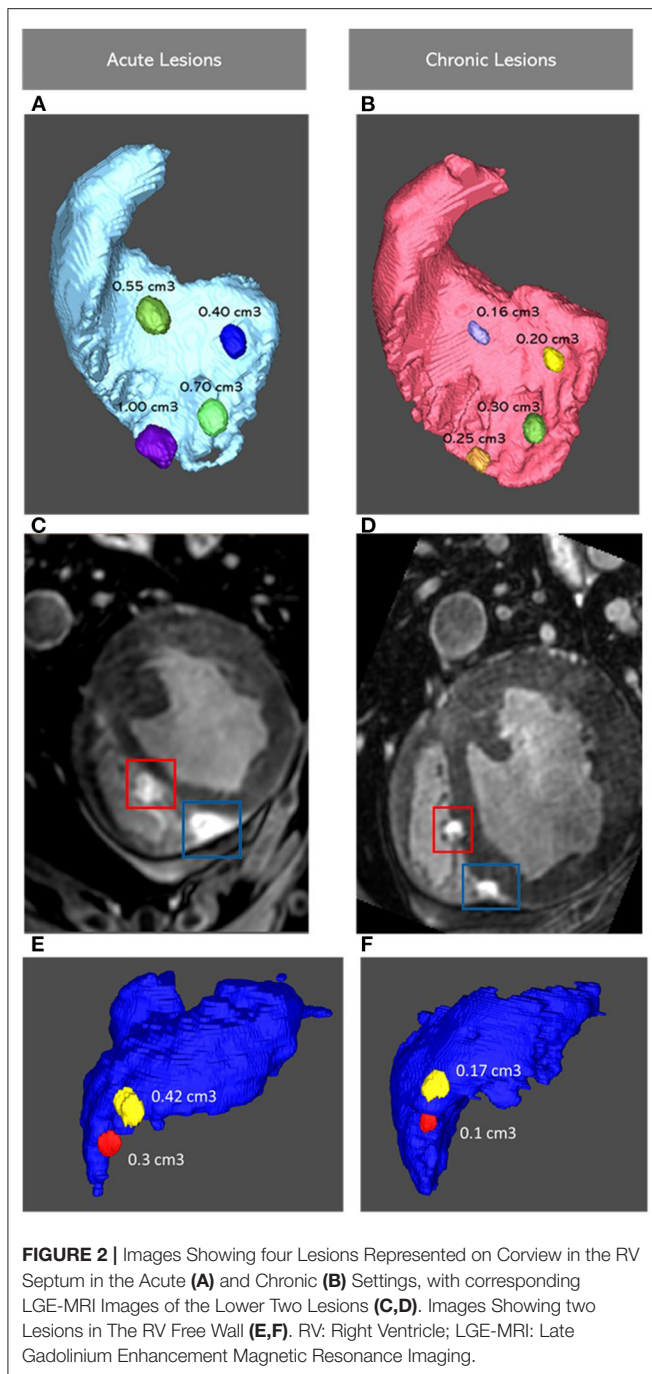 Acute Lesions
Chronic Lesions
A
B
0.55 cm3
0.40 cm3
0.70 cm3
1.00 cm3
0.16 cm3
0.20 cm3
0.30 cm3
0.25 cm3
C
D
E
F
0.42 cm3
0.3 cm3
0.17 cm3
0.1 cm3
FIGURE 2 | Images Showing four Lesions Represented on Corview in the RV
Septum in the Acute (A) and Chronic (B) Settings, with corresponding
LGE-MRI Images of the Lower Two Lesions (C,D). Images Showing two
Lesions in The RV Free Wall (E,F). RV: Right Ventricle; LGE-MRI: Late
Gadolinium Enhancement Magnetic Resonance Imaging.